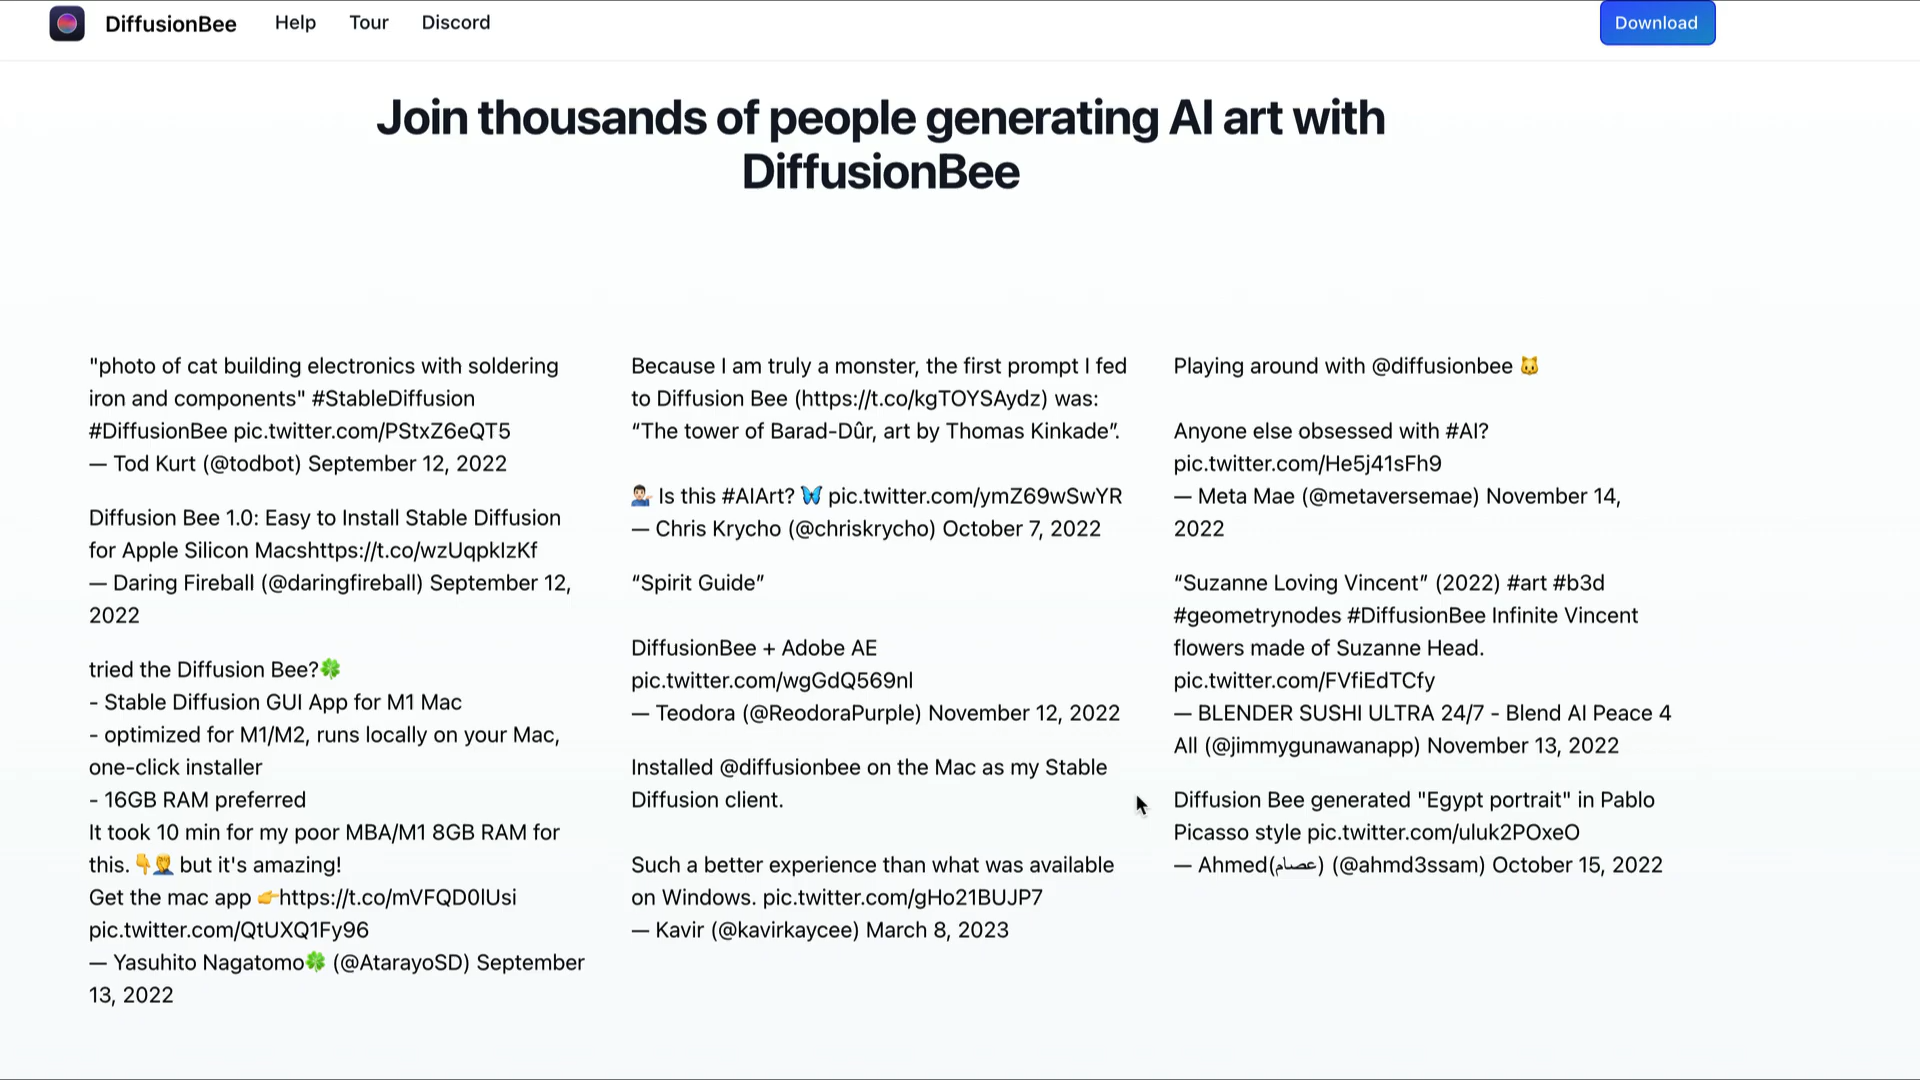 DiffusionBee
Help
Tour
Discord
Download
Join thousands of people generating AI art with
DiffusionBee
"photo of cat building electronics with soldering
iron and components" #StableDiffusion
#DiffusionBee pic.twitter.com/PStxZ6eQT5
— Tod Kurt (@todbot) September 12, 2022
Diffusion Bee 1.0: Easy to Install Stable Diffusion
for Apple Silicon Macshttps://t.co/wzUqpkIzKf
— Daring Fireball (@daringfireball) September 12,
2022
tried the Diffusion Bee?🍀
- Stable Diffusion GUI App for M1 Mac
- optimized for M1/M2, runs locally on your Mac,
one-click installer
- 16GB RAM preferred
It took 10 min for my poor MBA/M1 8GB RAM for
this. 👇🤦 but it's amazing!
Get the mac app 👉https://t.co/mVFQD0lUsi
pic.twitter.com/QtUXQ1Fy96
— Yasuhito Nagatomo🍀 (@AtarayoSD) September
13, 2022
Because I am truly a monster, the first prompt I fed
to Diffusion Bee (https://t.co/kgTOYSAydz) was:
“The tower of Barad-Dûr, art by Thomas Kinkade”.
💁🏻‍♂️ Is this #AIArt? 🦋 pic.twitter.com/ymZ69wSwYR
— Chris Krycho (@chriskrycho) October 7, 2022
“Spirit Guide”
DiffusionBee + Adobe AE
pic.twitter.com/wgGdQ569nl
— Teodora (@ReodoraPurple) November 12, 2022
Installed @diffusionbee on the Mac as my Stable
Diffusion client.
Such a better experience than what was available
on Windows. pic.twitter.com/gHo21BUJP7
— Kavir (@kavirkaycee) March 8, 2023
Playing around with @diffusionbee 🐱
Anyone else obsessed with #AI?
pic.twitter.com/He5j41sFh9
— Meta Mae (@metaversemae) November 14,
2022
“Suzanne Loving Vincent” (2022) #art #b3d
#geometrynodes #DiffusionBee Infinite Vincent
flowers made of Suzanne Head.
pic.twitter.com/FVfiEdTCfy
— BLENDER SUSHI ULTRA 24/7 - Blend AI Peace 4
All (@jimmygunawanapp) November 13, 2022
Diffusion Bee generated "Egypt portrait" in Pablo
Picasso style pic.twitter.com/uluk2POxeO
— Ahmed(عصام) (@ahmd3ssam) October 15, 2022